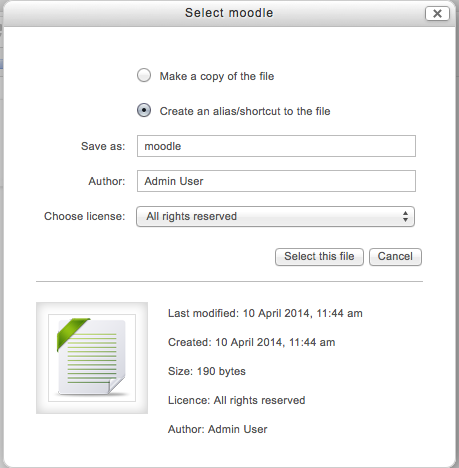 Select moodle
Make a copy of the file
Create an alias/shortcut to the file
Save as: moodle
Author: Admin User
Choose license: All rights reserved
Select this file Cancel
Last modified: 10 April 2014, 11:44 am
Created: 10 April 2014, 11:44 am
Size: 190 bytes
Licence: All rights reserved
Author: Admin User